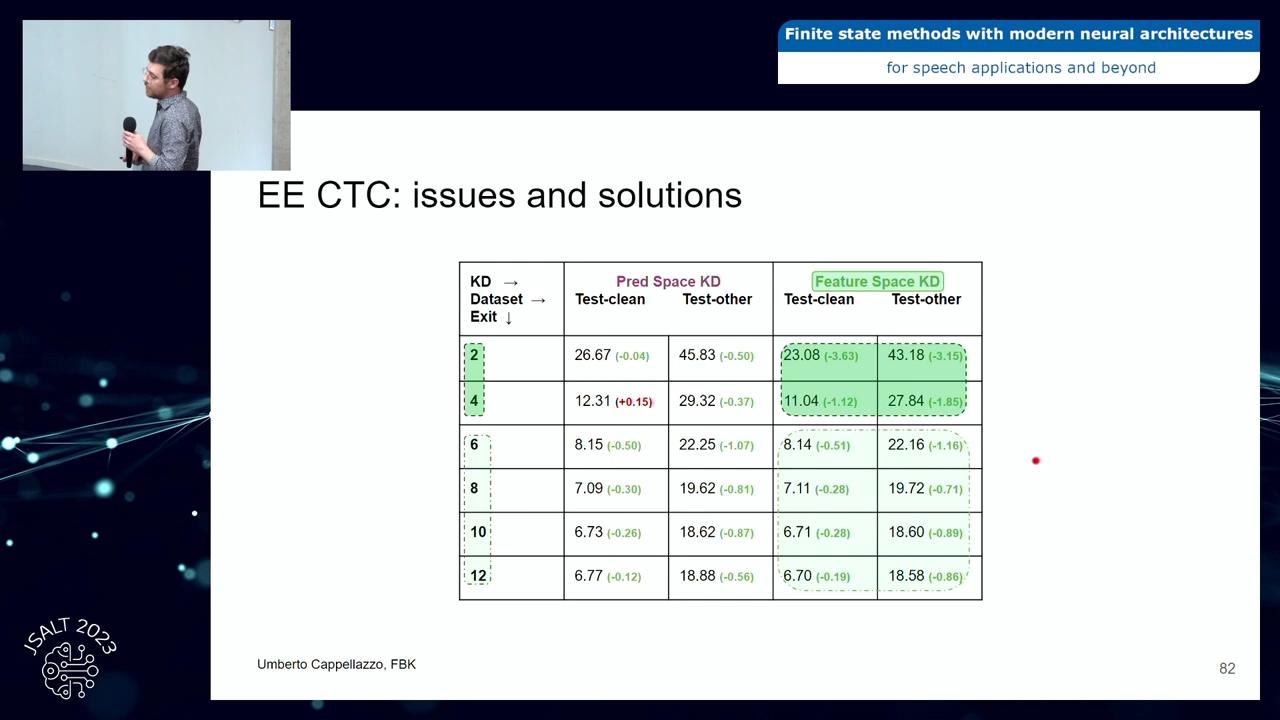 Finite state methods with modern neural architectures
for speech applications and beyond
EE CTC: issues and solutions
KD → Pred Space KD Feature Space KD
Dataset → Test-clean Test-other Test-clean Test-other
Exit ↓
2 26.67 (-0.04) 45.83 (-0.50) 23.08 (-3.63) 43.18 (-3.15)
4 12.31 (+0.15) 29.32 (-0.37) 11.04 (-1.12) 27.84 (-1.85)
6 8.15 (-0.50) 22.25 (-1.07) 8.14 (-0.51) 22.16 (-1.16)
8 7.09 (-0.30) 19.62 (-0.81) 7.11 (-0.28) 19.72 (-0.71)
10 6.73 (-0.26) 18.62 (-0.87) 6.71 (-0.28) 18.60 (-0.89)
12 6.77 (-0.12) 18.88 (-0.56) 6.70 (-0.19) 18.58 (-0.86)
JSALT 2023
Umberto Cappellazzo, FBK
82